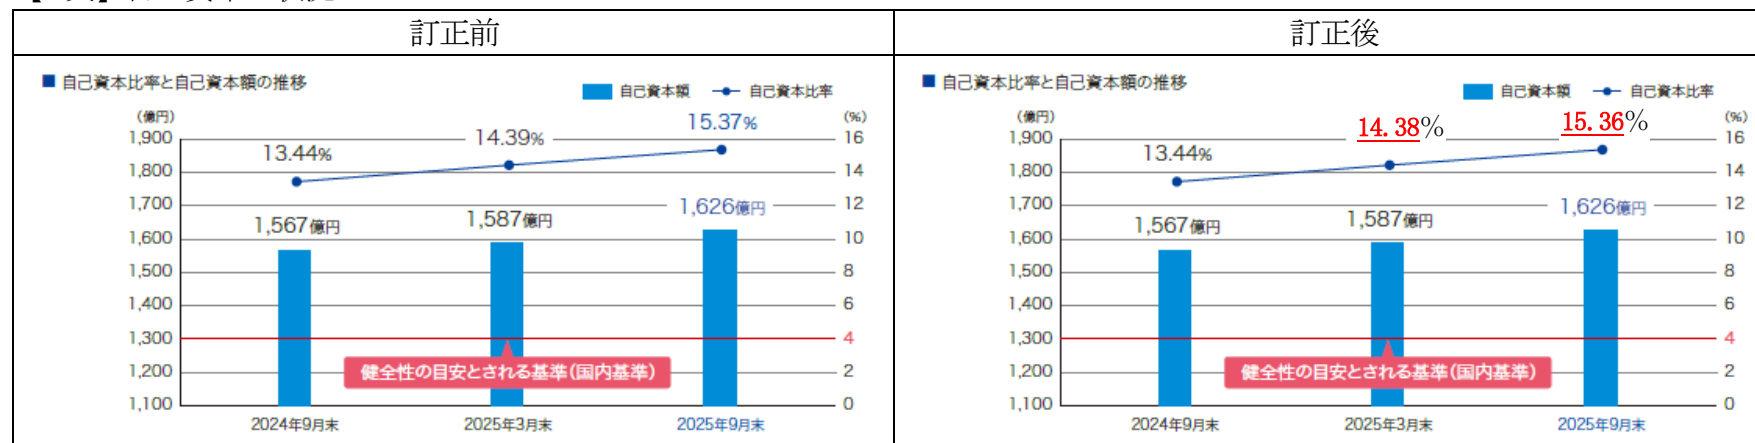 訂正前
■ 自己資本比率と自己資本額の推移
自己資本額 自己資本比率
(億円) (%)
1,900 16
1,800 14
1,700 12
1,600 10
1,500 8
1,400 6
1,300 4
1,200 2
1,100 0
13.44% 14.39% 15.37%
1,567億円 1,587億円 1,626億円
健全性の目安とされる基準(国内基準)
2024年9月末 2025年3月末 2025年9月末
訂正後
■ 自己資本比率と自己資本額の推移
自己資本額 自己資本比率
(億円) (%)
1,900 16
1,800 14
1,700 12
1,600 10
1,500 8
1,400 6
1,300 4
1,200 2
1,100 0
13.44% 14.38% 15.36%
1,567億円 1,587億円 1,626億円
健全性の目安とされる基準(国内基準)
2024年9月末 2025年3月末 2025年9月末